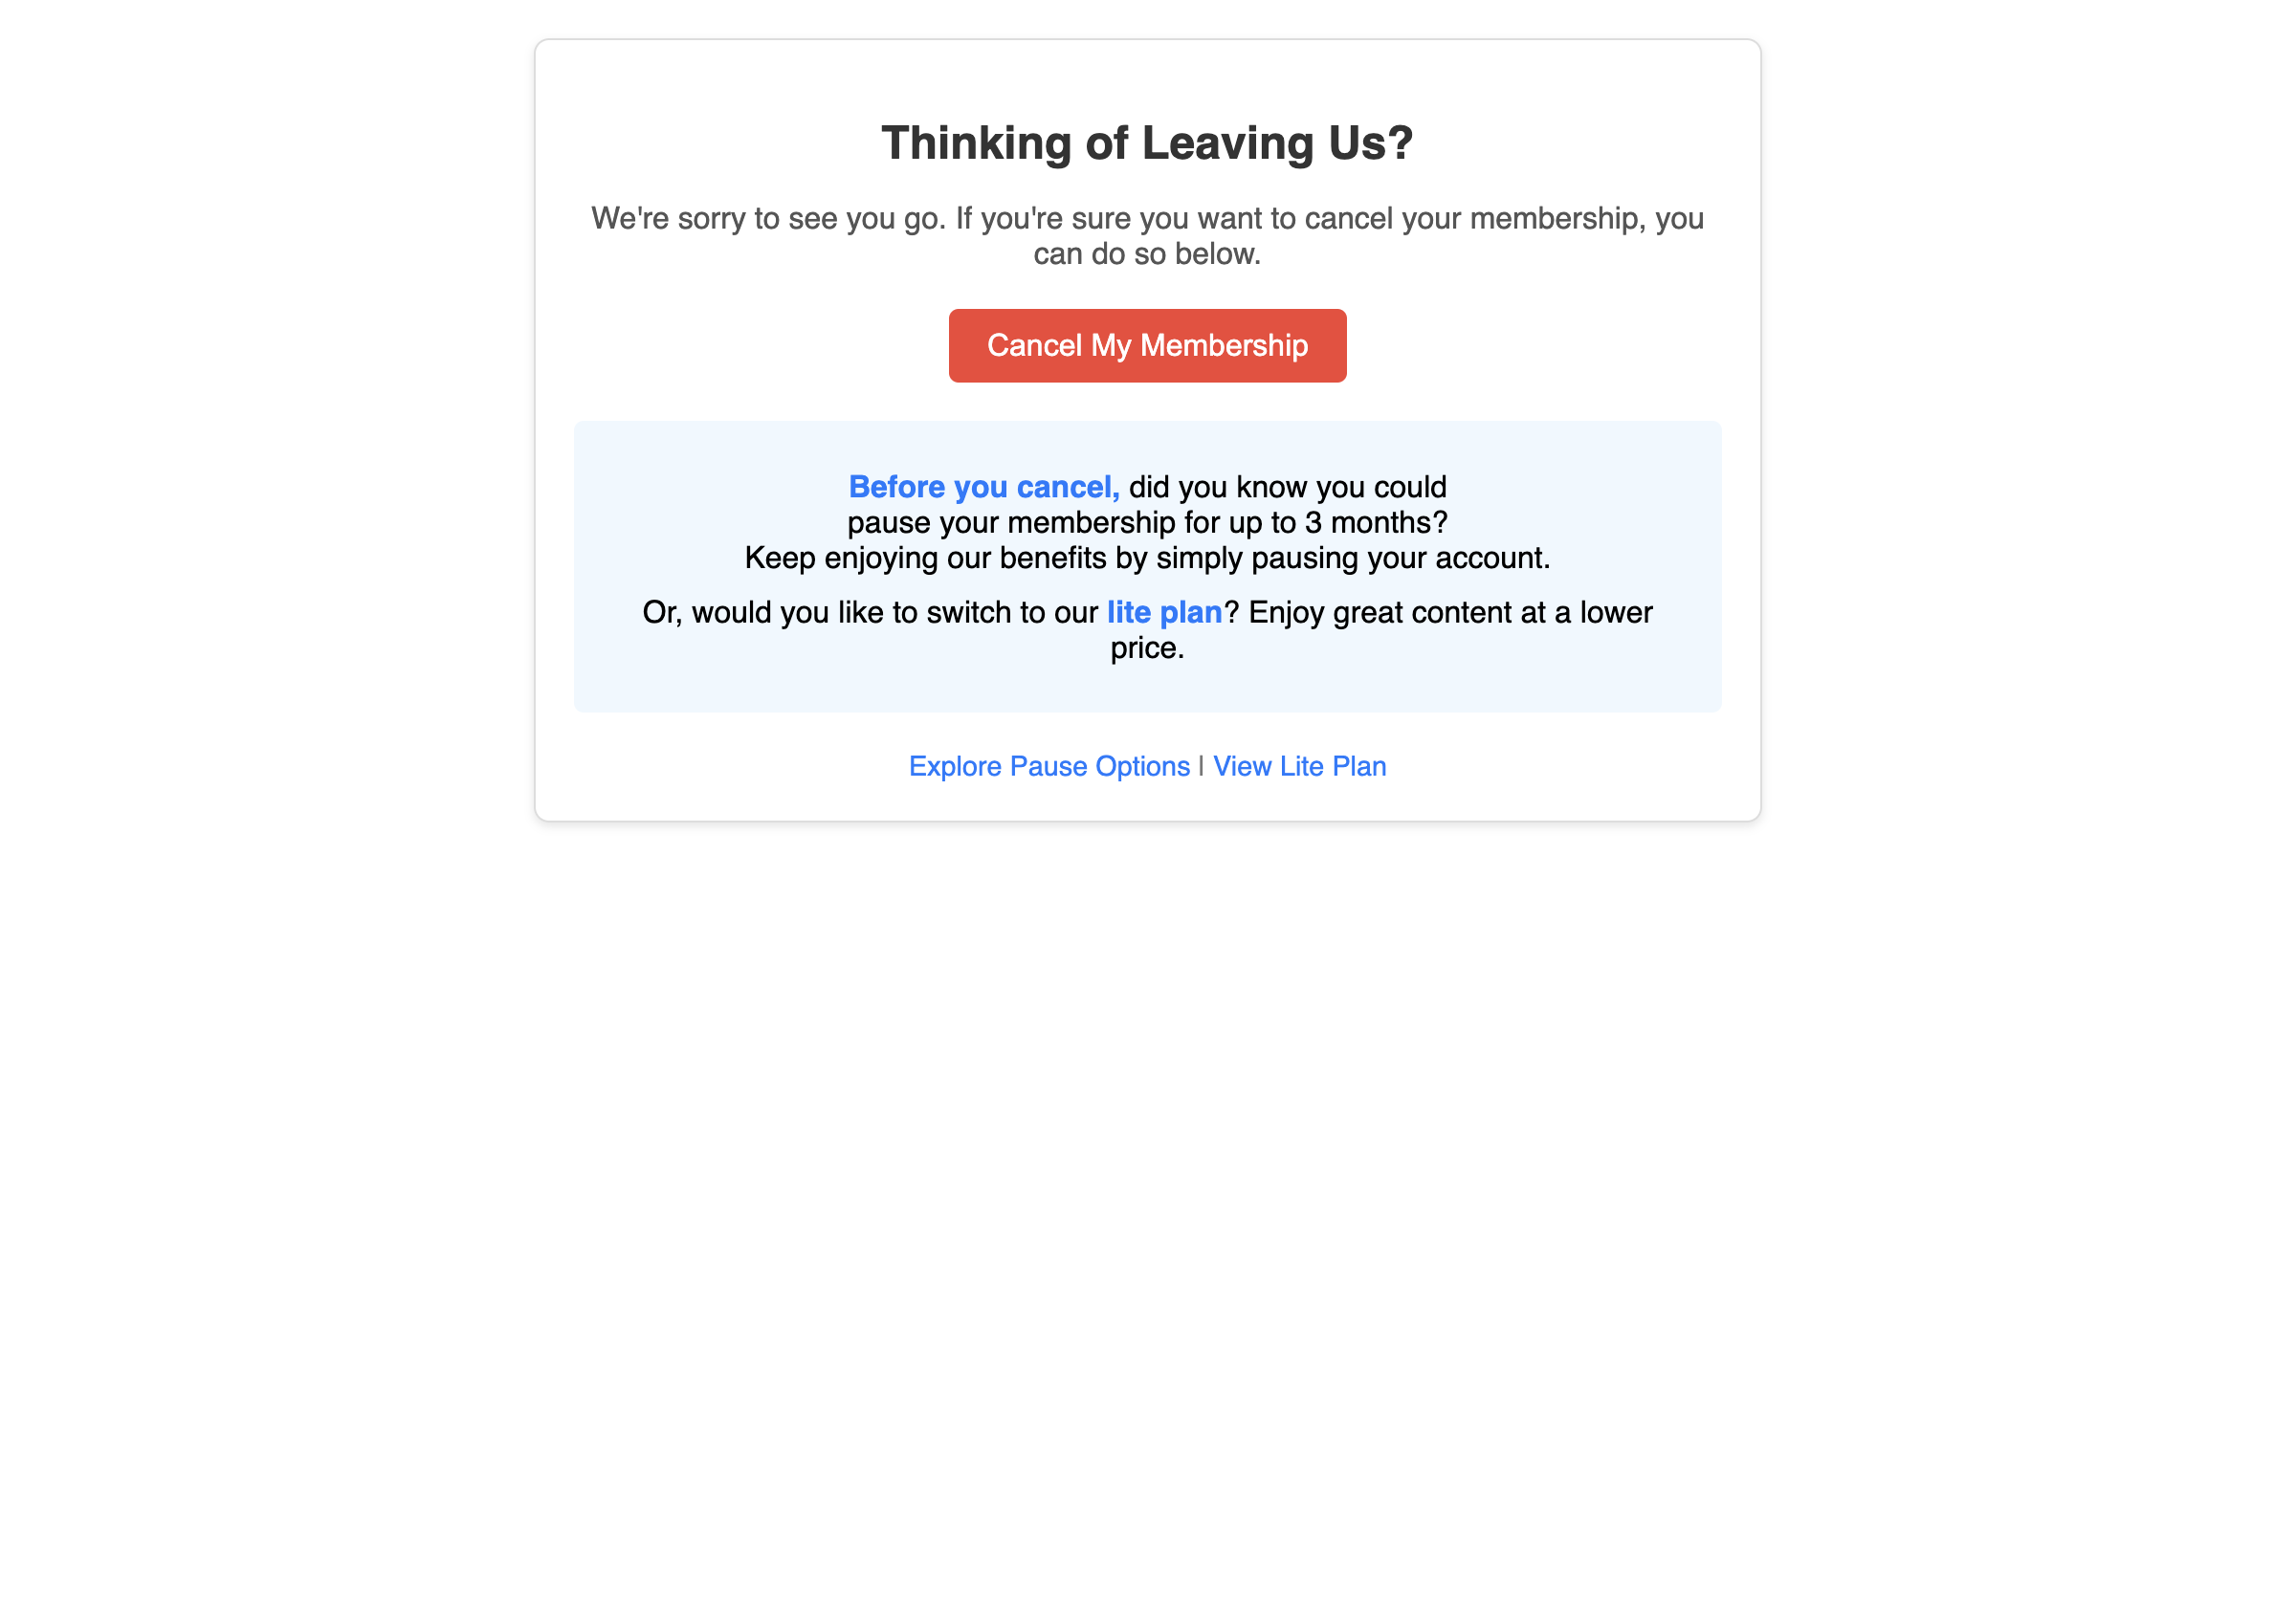 Thinking of Leaving Us?
We're sorry to see you go. If you're sure you want to cancel your membership, you
can do so below.
Cancel My Membership
Before you cancel, did you know you could
pause your membership for up to 3 months?
Keep enjoying our benefits by simply pausing your account.
Or, would you like to switch to our lite plan? Enjoy great content at a lower
price.
Explore Pause Options | View Lite Plan